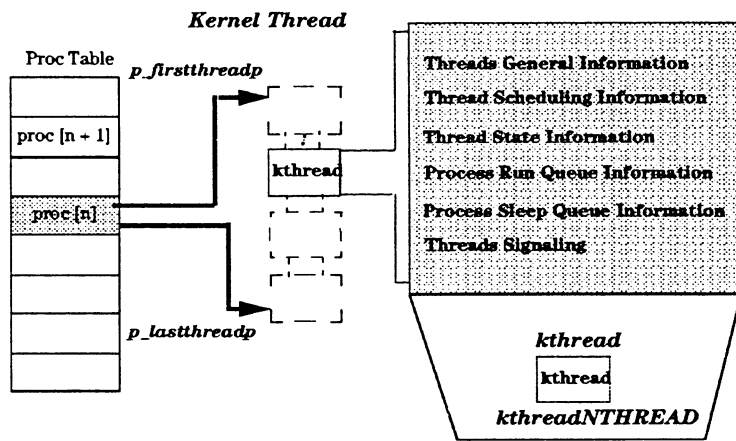 Kernel Thread
Proc Table
p_firstthreadp
proc [n + 1]
kthread
proc [n]
p_lastthreadp
Threads General Information
Thread Scheduling Information
Thread State Information
Process Run Queue Information
Process Sleep Queue Information
Threads Signaling
kthread
kthread
kthreadNTHREAD